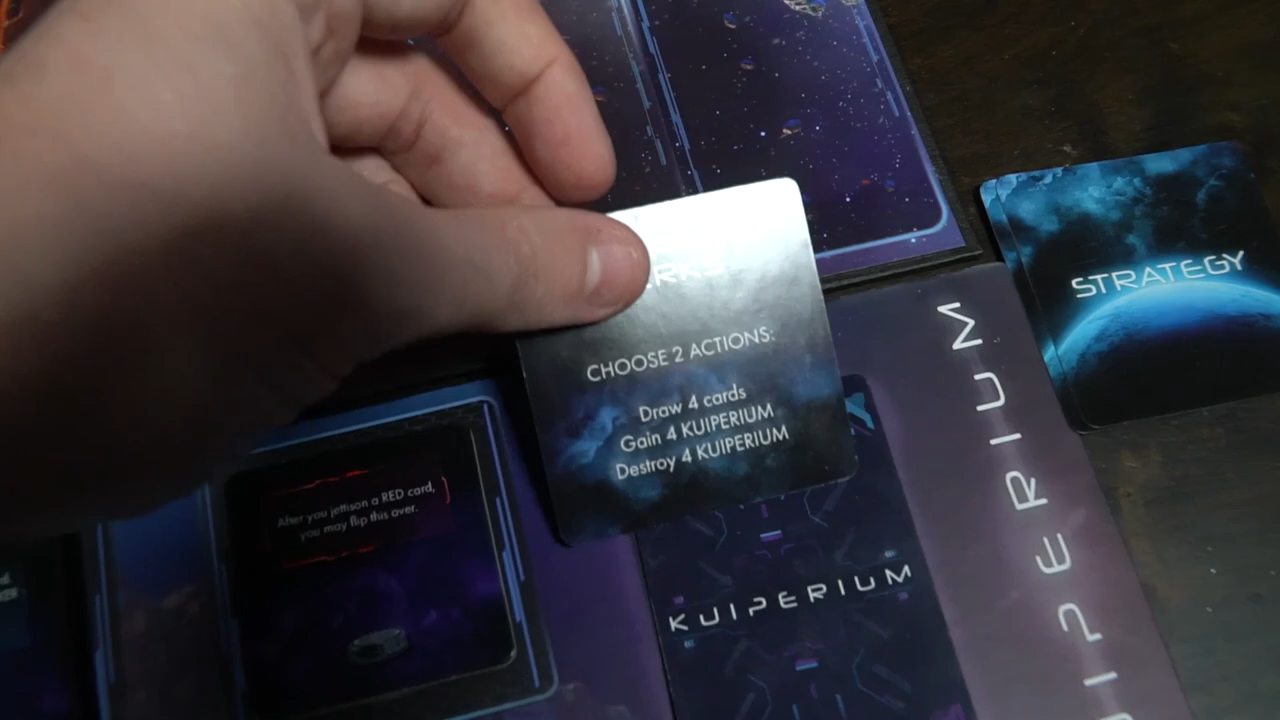 STRATEGY
CHOOSE 2 ACTIONS:
Draw 4 cards
Gain 4 KUIPERIUM
Destroy 4 KUIPERIUM
After you jettison a RED card,
you may flip this over.
KUIPERIUM
UIPERIUM